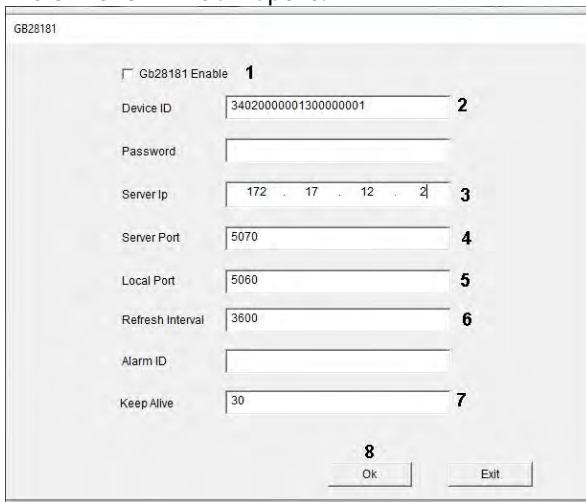 GB28181
Gb28181 Enable 1
Device ID 34020000001300000001 2
Password
Server Ip 172 . 17 . 12 . 2 3
Server Port 5070 4
Local Port 5060 5
Refresh Interval 3600 6
Alarm ID
Keep Alive 30 7
8
Ok Exit